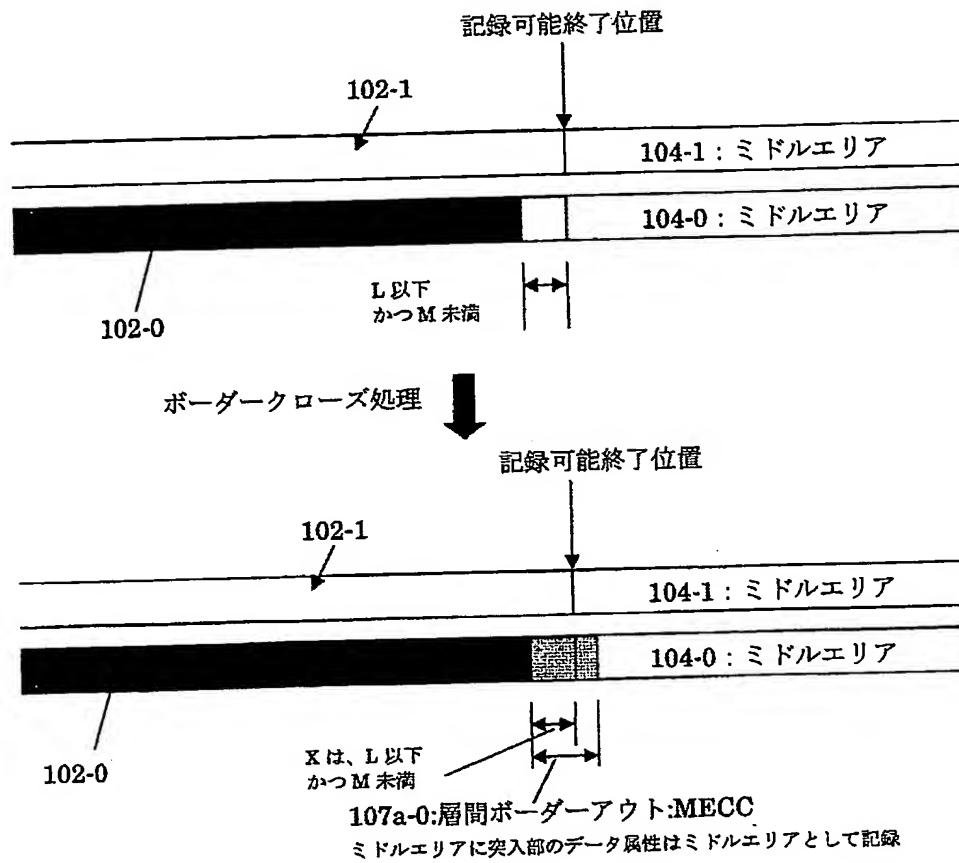 記録可能終了位置
102-1
104-1：ミドルエリア
104-0：ミドルエリア
L 以下
かつ M 未満
102-0
ボーダークローズ処理
記録可能終了位置
102-1
104-1：ミドルエリア
104-0：ミドルエリア
X は、L 以下
かつ M 未満
102-0
107a-0:層間ボーダーアウト:MECC
ミドルエリアに突入部のデータ属性はミドルエリアとして記録